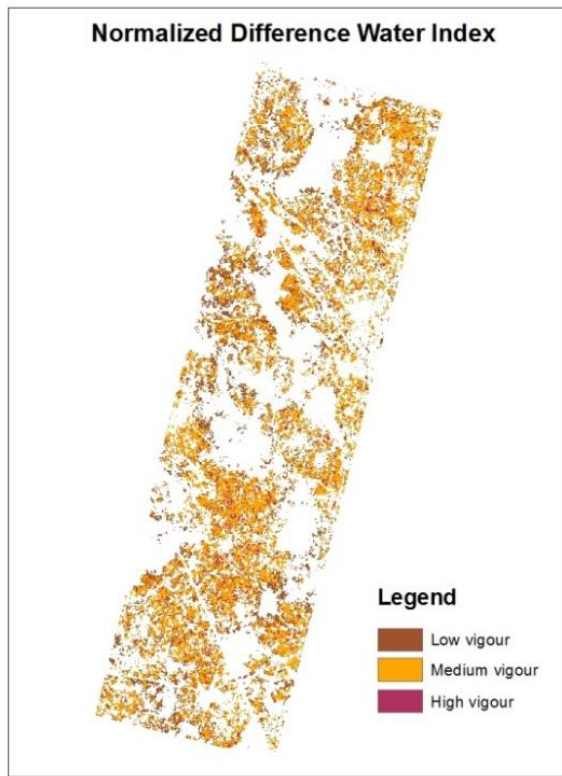 Normalized Difference Water Index
Legend
Low vigour
Medium vigour
High vigour